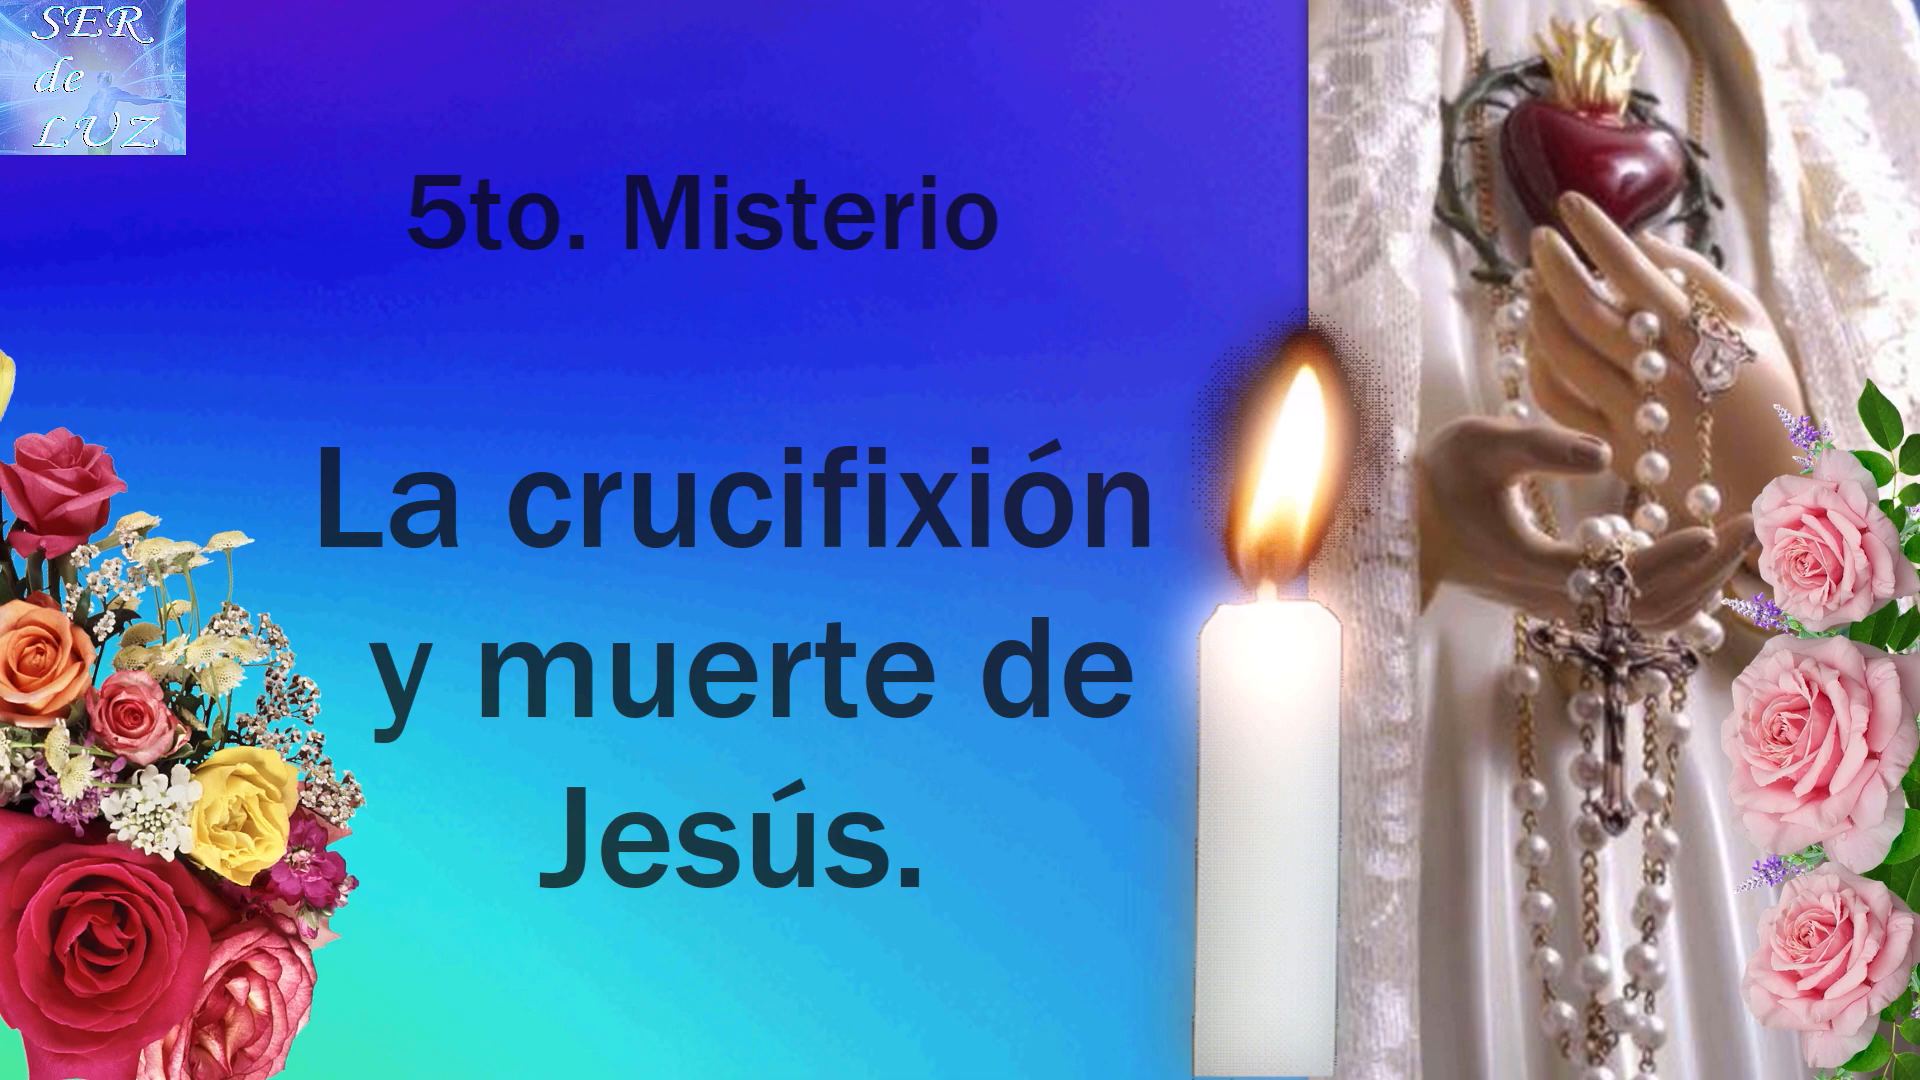 SER
de
LUZ
5to. Misterio
La crucifixión
y muerte de
Jesús.